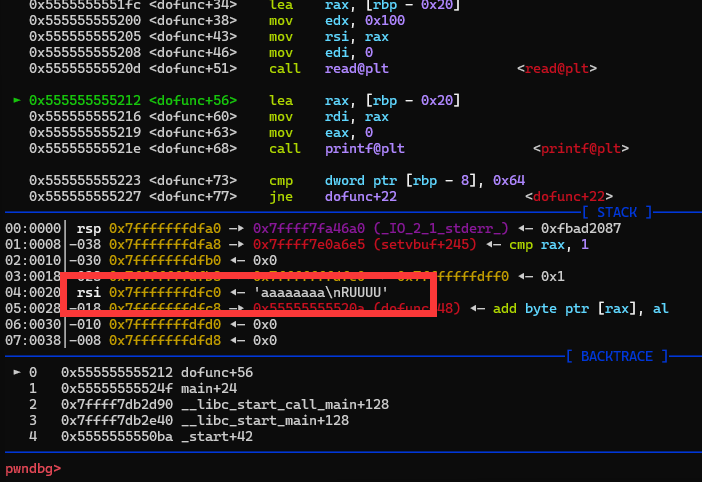 0x5555555551fc <dofunc+34> lea rax, [rbp - 0x20]
0x555555555200 <dofunc+38> mov edx, 0x100
0x555555555205 <dofunc+43> mov rsi, rax
0x555555555208 <dofunc+46> mov edi, 0
0x55555555520d <dofunc+51> call read@plt <read@plt>
► 0x555555555212 <dofunc+56> lea rax, [rbp - 0x20]
0x555555555216 <dofunc+60> mov rdi, rax
0x555555555219 <dofunc+63> mov eax, 0
0x55555555521e <dofunc+68> call printf@plt <printf@plt>
0x555555555223 <dofunc+73> cmp dword ptr [rbp - 8], 0x64
0x555555555227 <dofunc+77> jne dofunc+22 <dofunc+22>
[ STACK ]
00:0000│ rsp 0x7fffffffdfa0 —▸ 0x7ffff7fa46a0 (_IO_2_1_stderr_) ◂— 0xfbad2087
01:0008│-038 0x7fffffffdfa8 —▸ 0x7ffff7e0a6e5 (setvbuf+245) ◂— cmp rax, 1
02:0010│-030 0x7fffffffdfb0 ◂— 0x0
03:0018│ ◂— 0x1
04:0020│ rsi 0x7fffffffdfc0 ◂— 'aaaaaaaa\nRUUUU'
05:0028│-018 0x7fffffffdfc8 —▸ 0x55555555520a (dofunc+48) ◂— add byte ptr [rax], al
06:0030│-010 0x7fffffffdfd0 ◂— 0x0
07:0038│-008 0x7fffffffdfd8 ◂— 0x0
[ BACKTRACE ]
► 0 0x555555555212 dofunc+56
1 0x55555555524f main+24
2 0x7ffff7db2d90 __libc_start_call_main+128
3 0x7ffff7db2e40 __libc_start_main+128
4 0x5555555550ba _start+42
pwndbg>